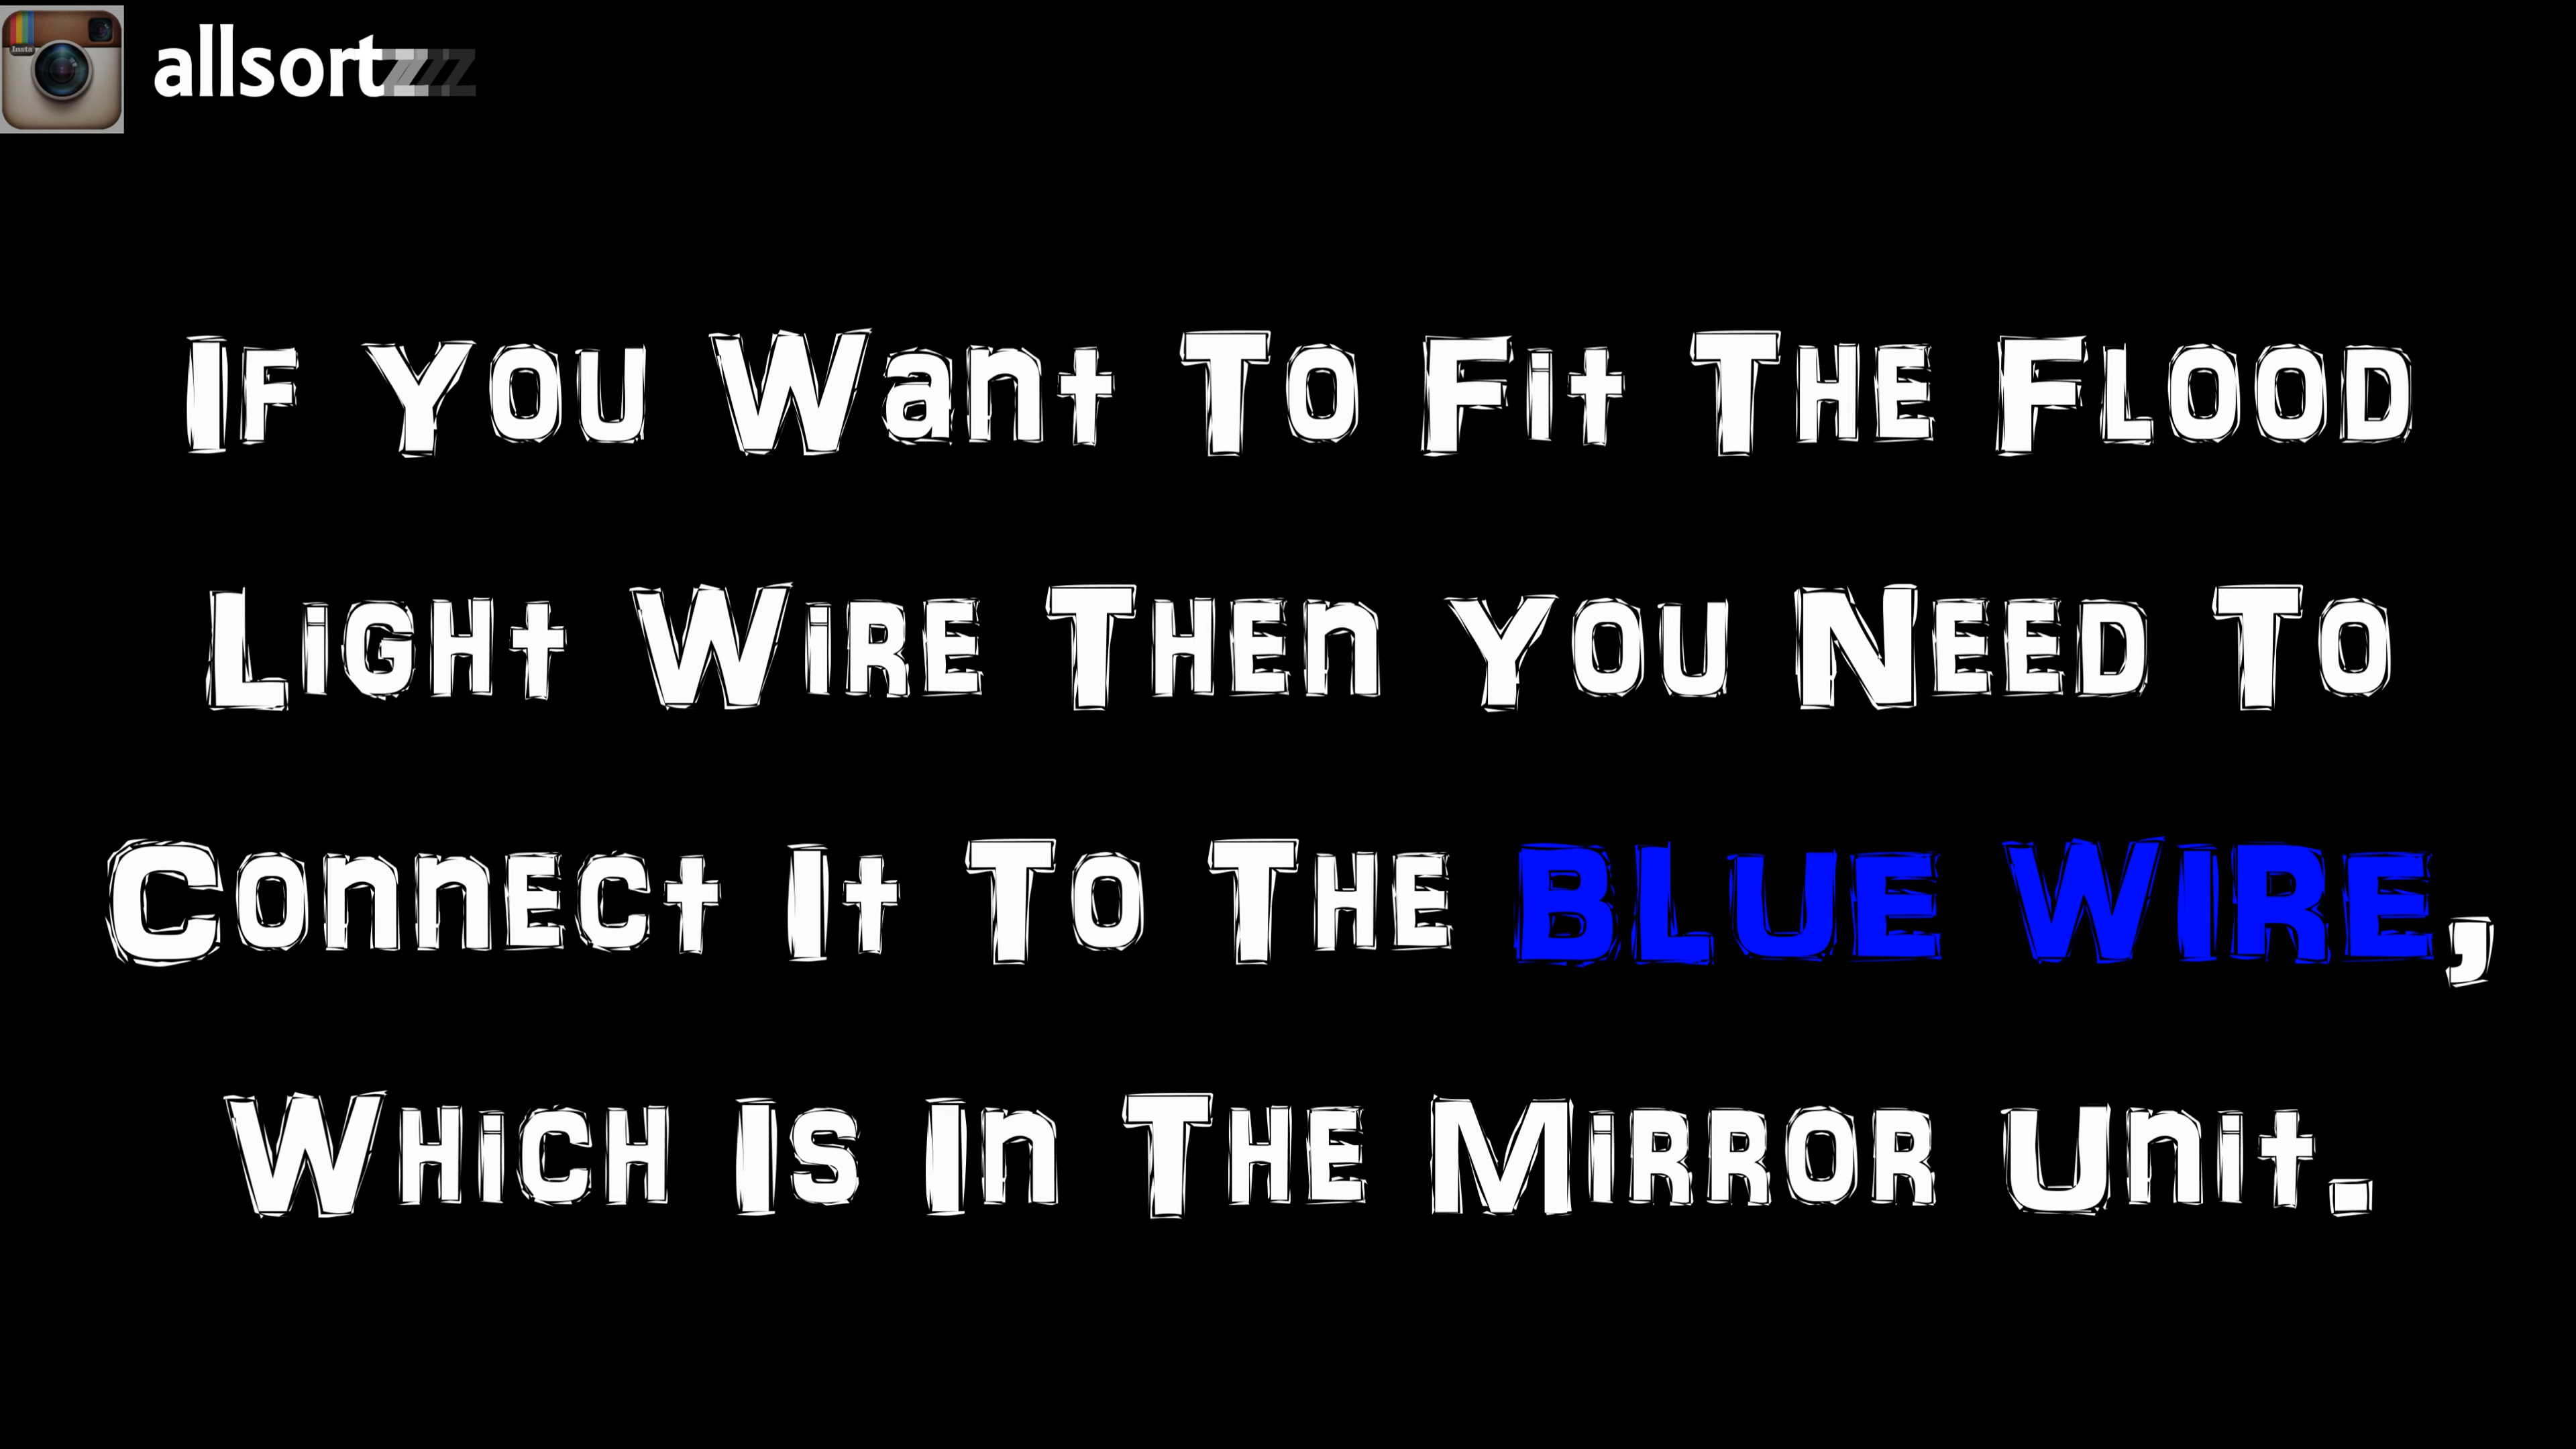 Insta
allsortzzz
If You Want To Fit The Flood
Light Wire Then You Need To
Connect It To The BLUE WIRE,
Which Is In The Mirror Unit.